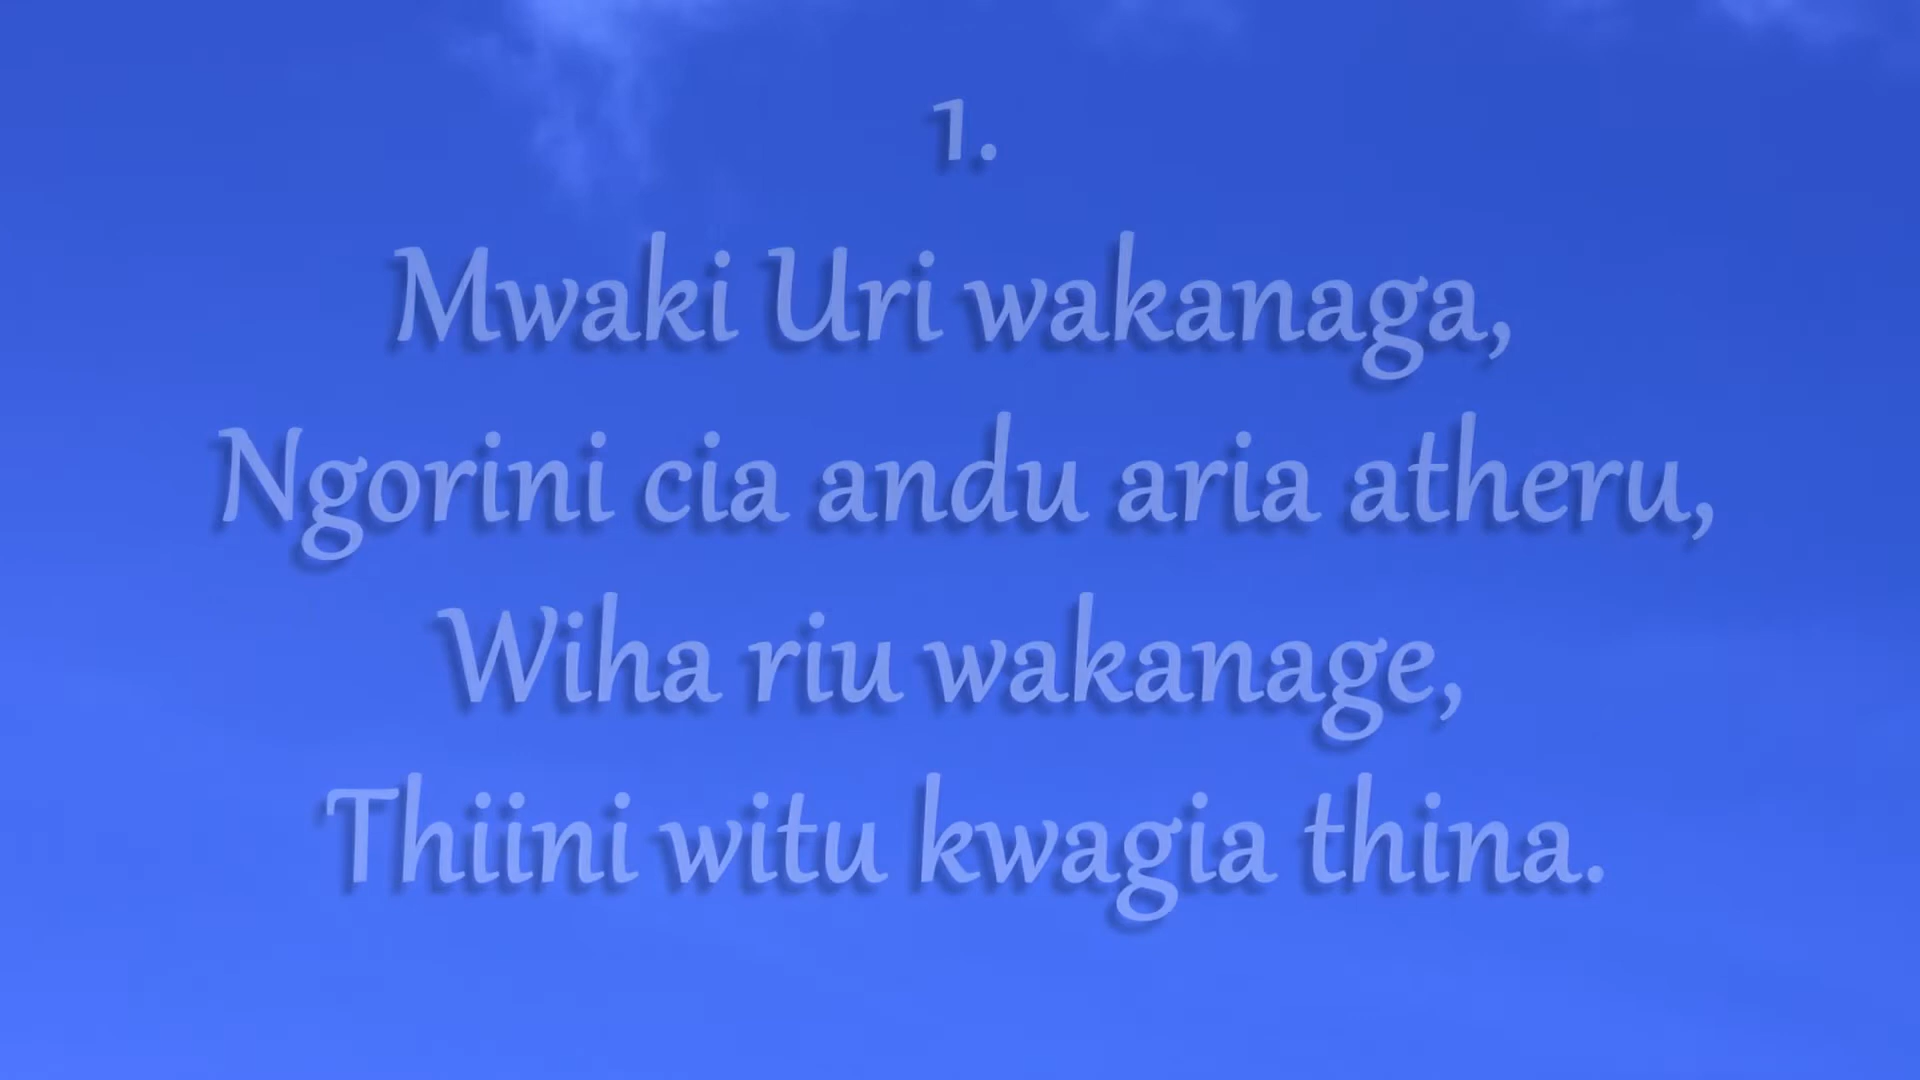 1.
Mwaki Uri wakanaga,
Ngorini cia andu aria atheru,
Wiha riu wakanage,
Thiini witu kwagia thina.